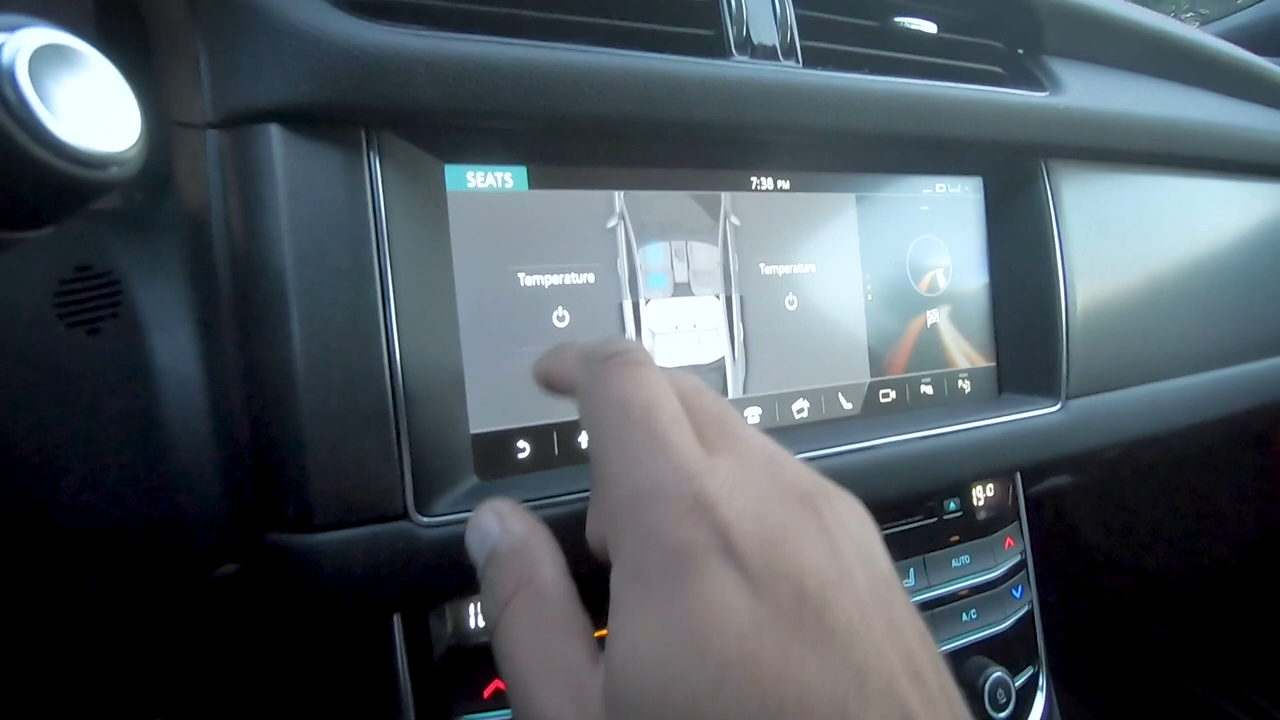 SEATS
7:38 PM
Temperature
Temperature
19.0
AUTO
A/C